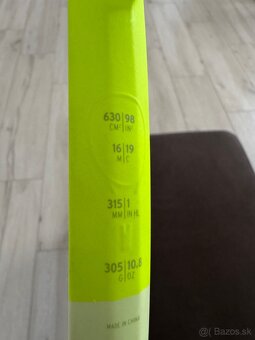 630|98
CM²|IN²
16|19
M|C
315|1
MM|IN HL
305|10.8
G|OZ
MADE IN CHINA
© Bazos.sk